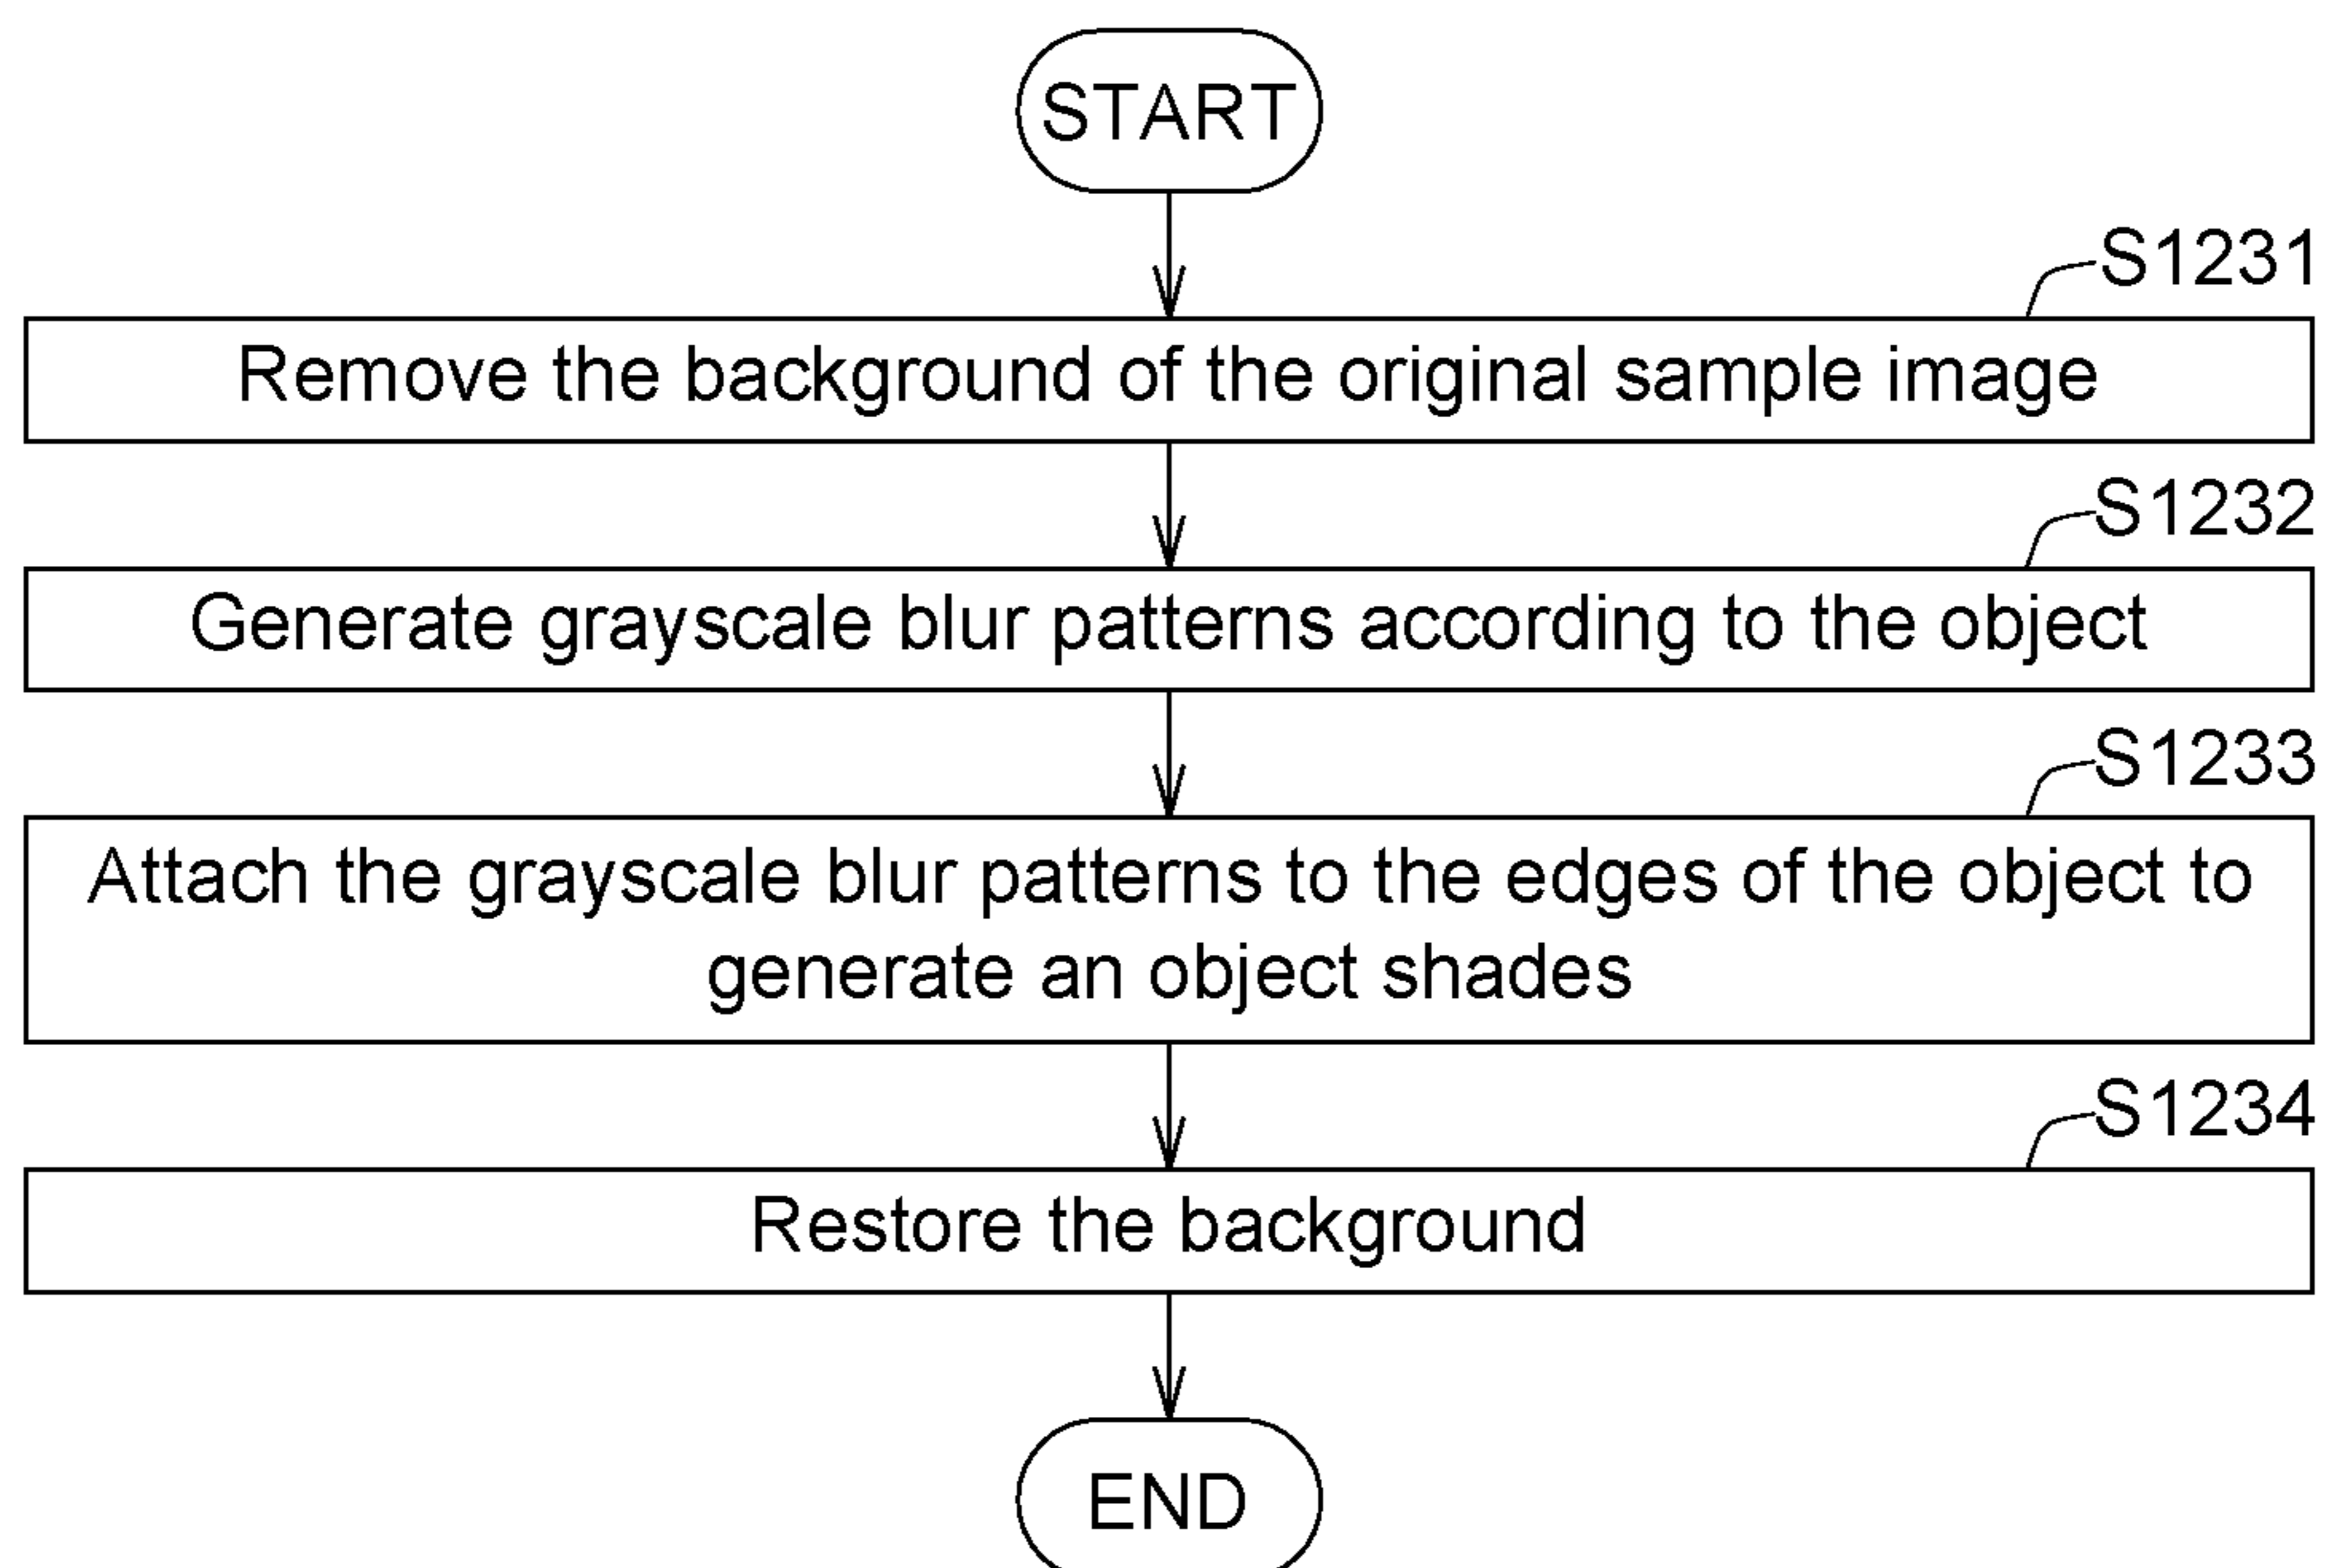 START
S1231
Remove the background of the original sample image
S1232
Generate grayscale blur patterns according to the object
S1233
Attach the grayscale blur patterns to the edges of the object to
generate an object shades
S1234
Restore the background
END